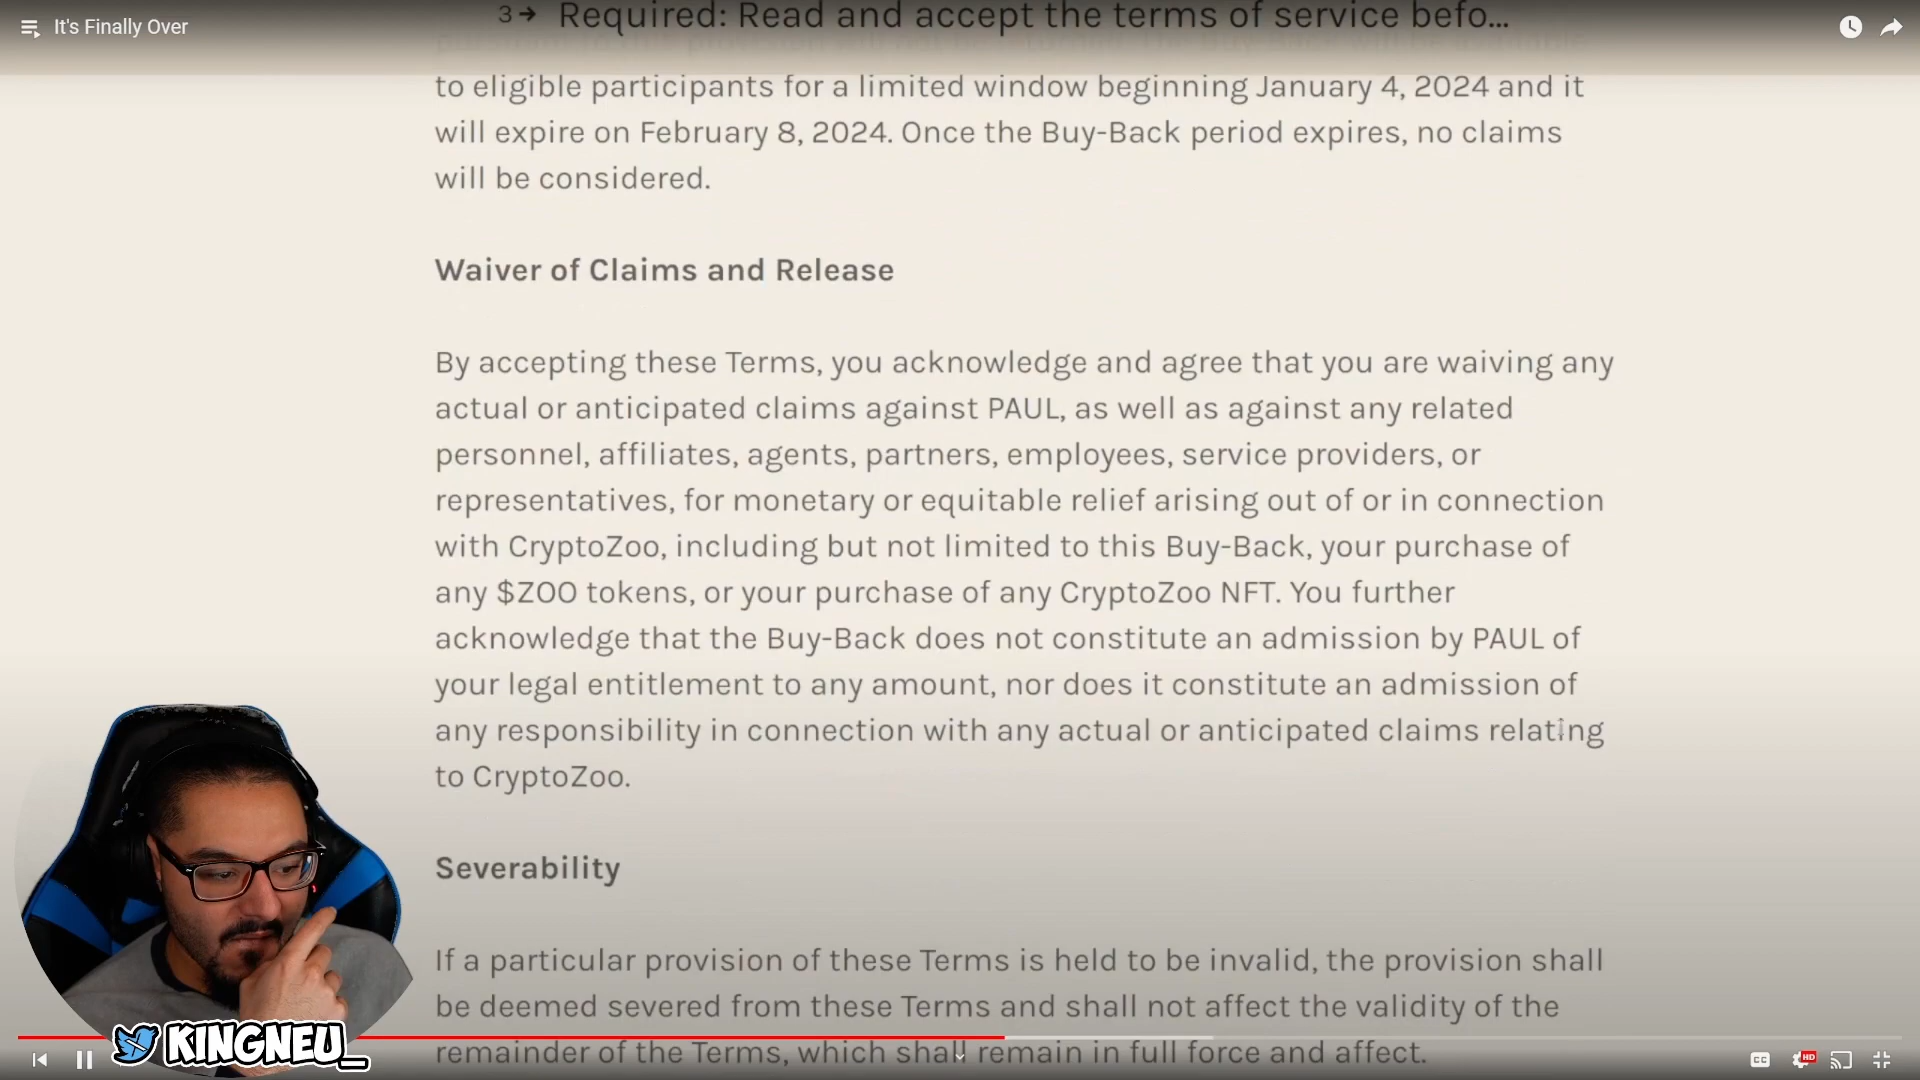 It's Finally Over
3→ Required: Read and accept the terms of service befo...
to eligible participants for a limited window beginning January 4, 2024 and it
will expire on February 8, 2024. Once the Buy-Back period expires, no claims
will be considered.
Waiver of Claims and Release
By accepting these Terms, you acknowledge and agree that you are waiving any
actual or anticipated claims against PAUL, as well as against any related
personnel, affiliates, agents, partners, employees, service providers, or
representatives, for monetary or equitable relief arising out of or in connection
with CryptoZoo, including but not limited to this Buy-Back, your purchase of
any $ZOO tokens, or your purchase of any CryptoZoo NFT. You further
acknowledge that the Buy-Back does not constitute an admission by PAUL of
your legal entitlement to any amount, nor does it constitute an admission of
any responsibility in connection with any actual or anticipated claims relating
to CryptoZoo.
Severability
If a particular provision of these Terms is held to be invalid, the provision shall
be deemed severed from these Terms and shall not affect the validity of the
remainder of the Terms, which shall remain in full force and affect.
KINGNEU_
CC
HD